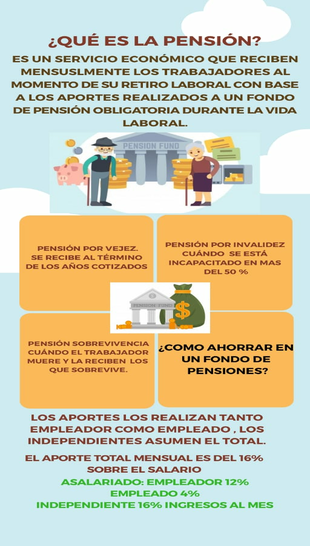 ¿QUÉ ES LA PENSIÓN?
ES UN SERVICIO ECONÓMICO QUE RECIBEN
MENSUSLMENTE LOS TRABAJADORES AL
MOMENTO DE SU RETIRO LABORAL CON BASE
A LOS APORTES REALIZADOS A UN FONDO
DE PENSIÓN OBLIGATORIA DURANTE LA VIDA
LABORAL.
PENSION FUND
PENSIÓN POR VEJEZ.
SE RECIBE AL TÉRMINO
DE LOS AÑOS COTIZADOS
PENSIÓN POR INVALIDEZ
CUÁNDO SE ESTÁ
INCAPACITADO EN MAS
DEL 50 %
PENSIÓN SOBREVIVENCIA
CUÁNDO EL TRABAJADOR
MUERE Y LA RECIBEN LOS
QUE SOBREVIVE.
¿COMO AHORRAR EN
UN FONDO DE
PENSIONES?
LOS APORTES LOS REALIZAN TANTO
EMPLEADOR COMO EMPLEADO , LOS
INDEPENDIENTES ASUMEN EL TOTAL.
EL APORTE TOTAL MENSUAL ES DEL 16%
SOBRE EL SALARIO
ASALARIADO: EMPLEADOR 12%
EMPLEADO 4%
INDEPENDIENTE 16% INGRESOS AL MES